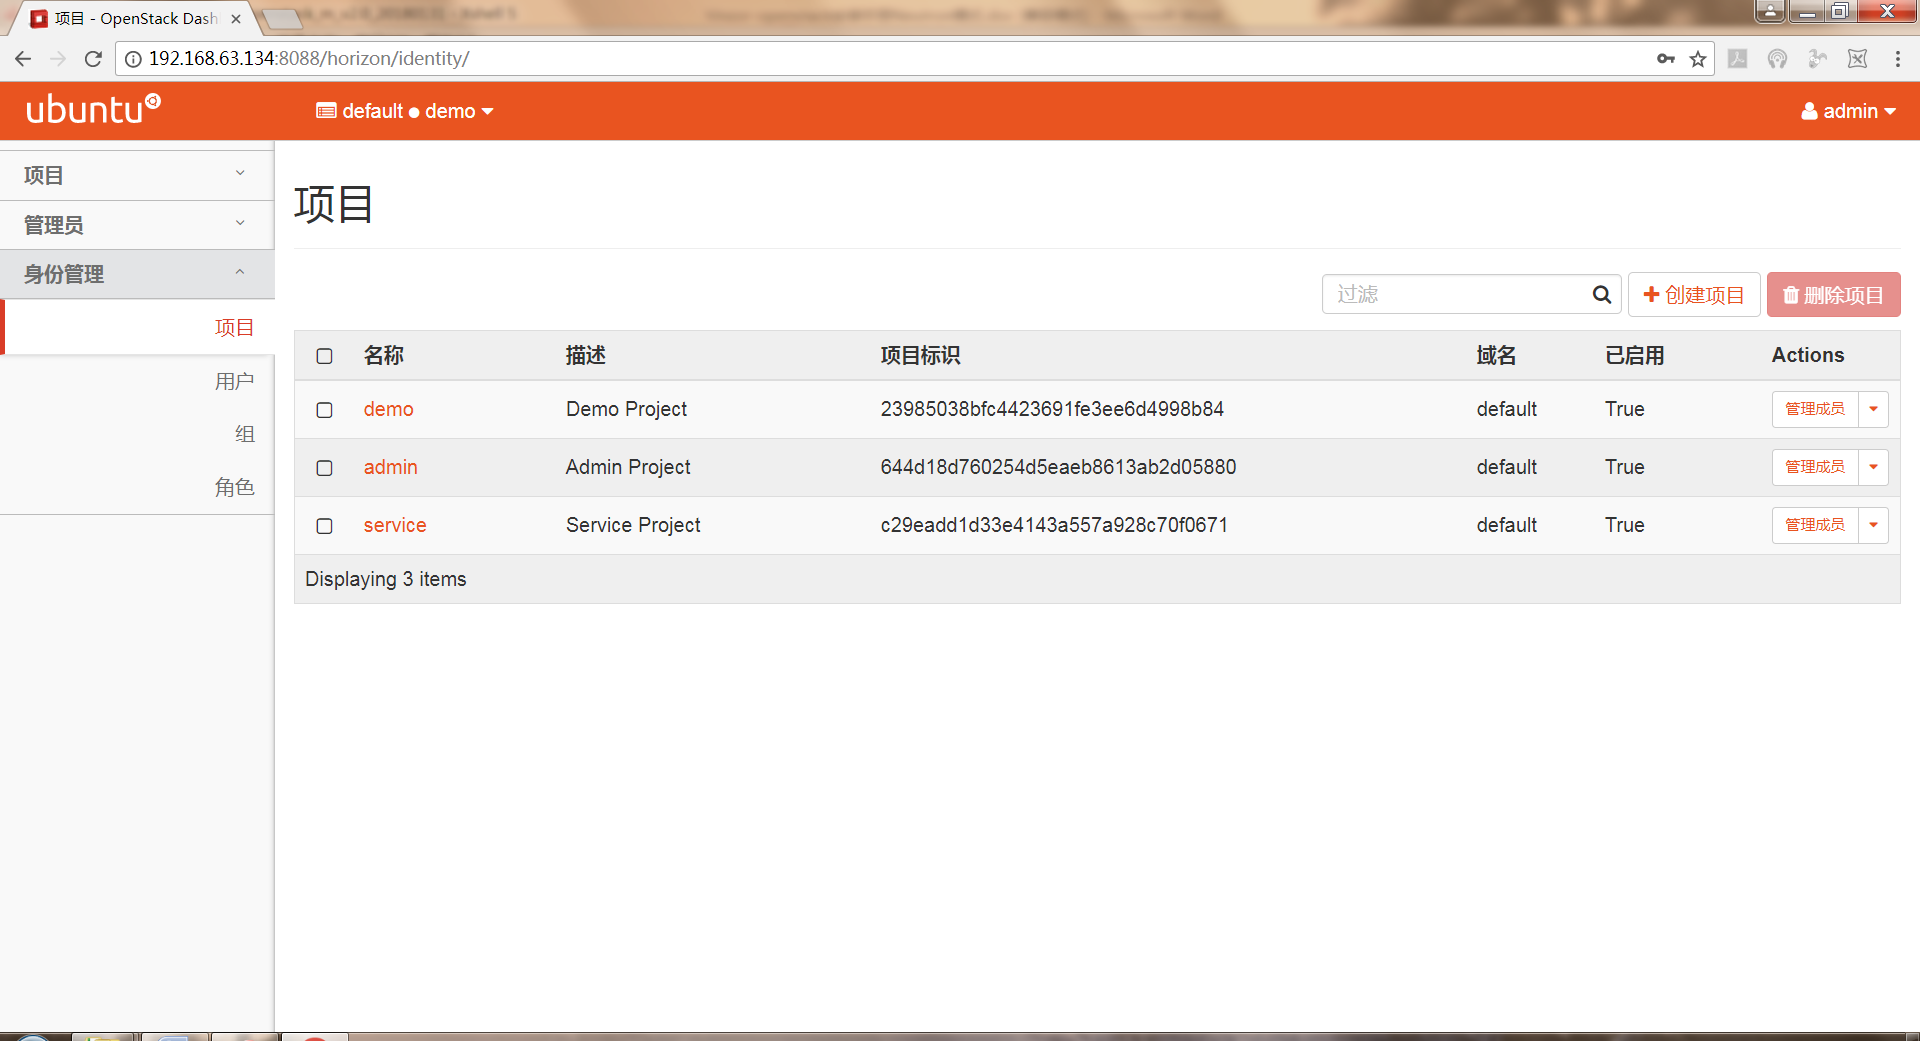 项目 - OpenStack Dash
192.168.63.134:8088/horizon/identity/
ubuntu
default ● demo
admin
项目
管理员
身份管理
项目
用户
组
角色
项目
过滤
创建项目
删除项目
名称 描述 项目标识 域名 已启用 Actions
demo Demo Project 23985038bfc4423691fe3ee6d4998b84 default True 管理成员
admin Admin Project 644d18d760254d5eaeb8613ab2d05880 default True 管理成员
service Service Project c29eadd1d33e4143a557a928c70f0671 default True 管理成员
Displaying 3 items